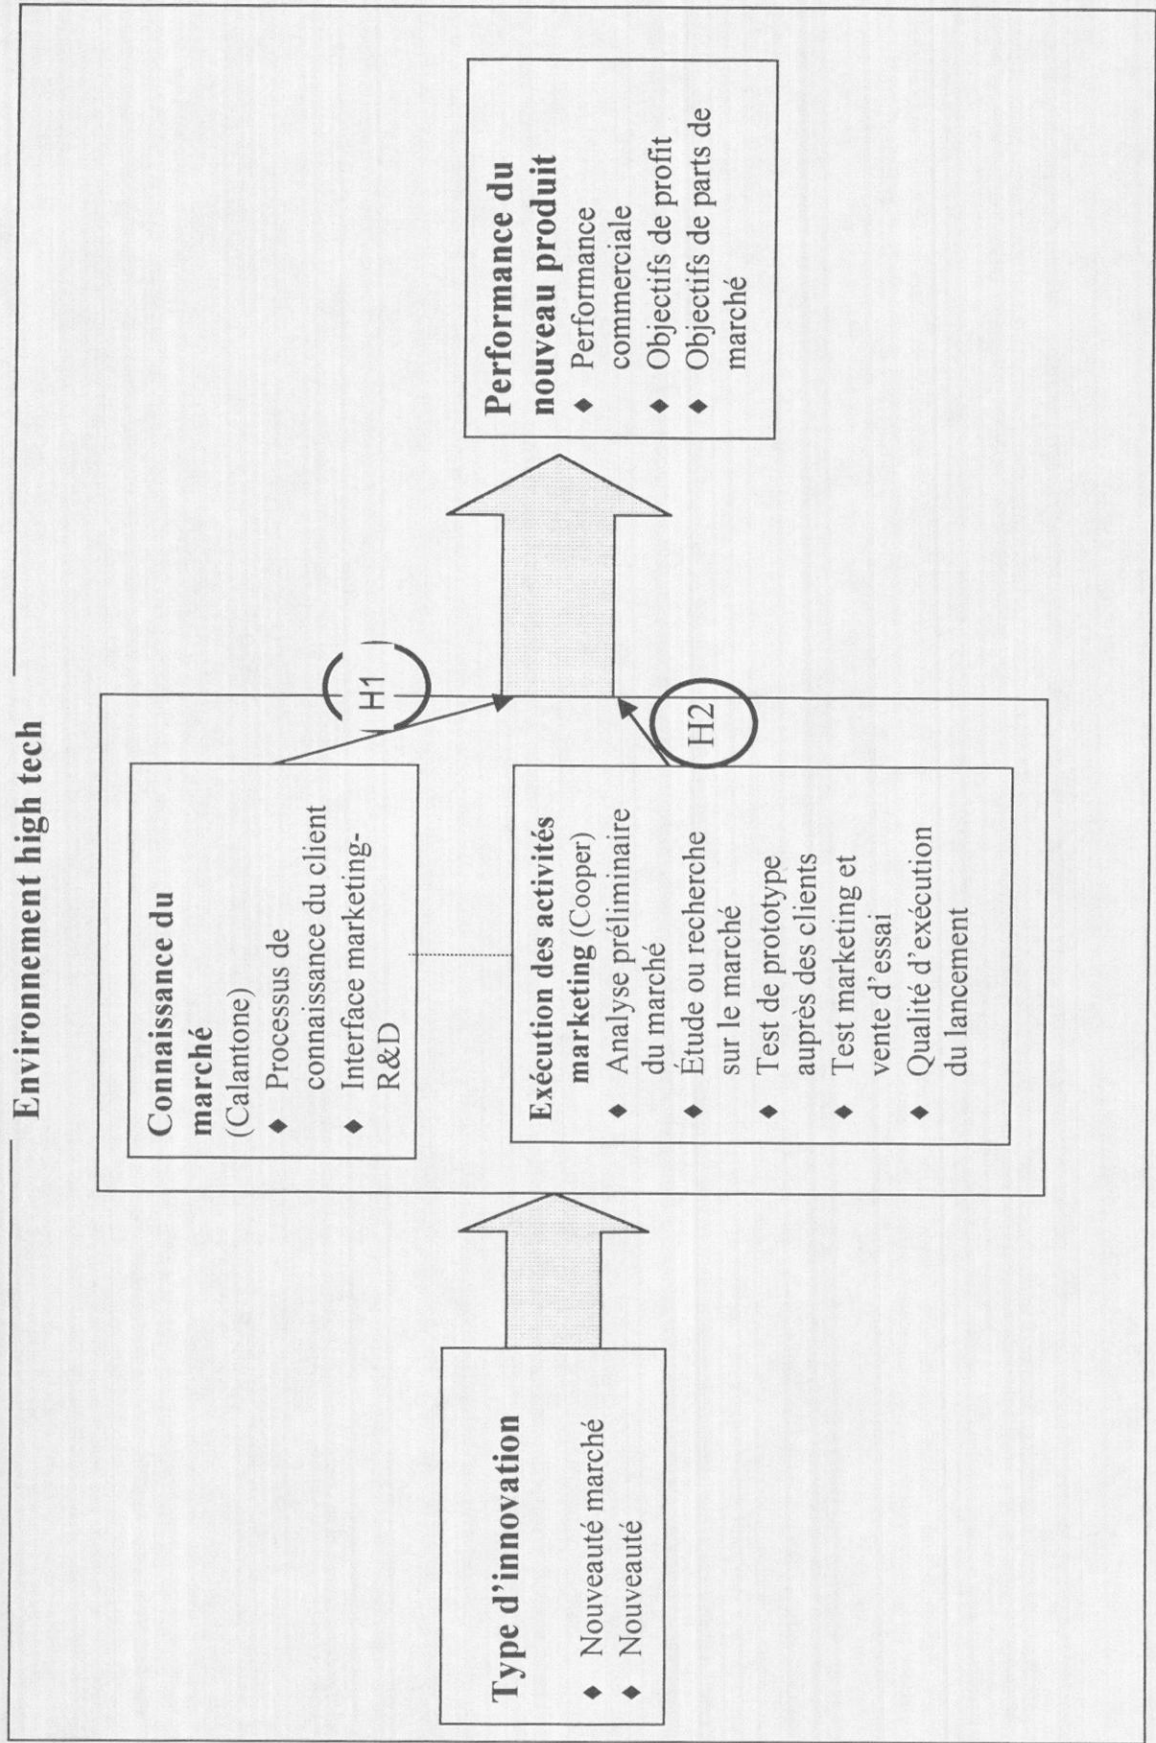 Environnement high tech
Type d'innovation
♦ Nouveauté marché
♦ Nouveauté
Connaissance du
marché
(Calantone)
♦ Processus de
connaissance du client
♦ Interface marketing-
R&D
H1
Exécution des activités
marketing (Cooper)
♦ Analyse préliminaire
du marché
♦ Étude ou recherche
sur le marché
♦ Test de prototype
auprès des clients
♦ Test marketing et
vente d'essai
♦ Qualité d'exécution
du lancement
H2
Performance du
nouveau produit
♦ Performance
commerciale
♦ Objectifs de profit
♦ Objectifs de parts de
marché